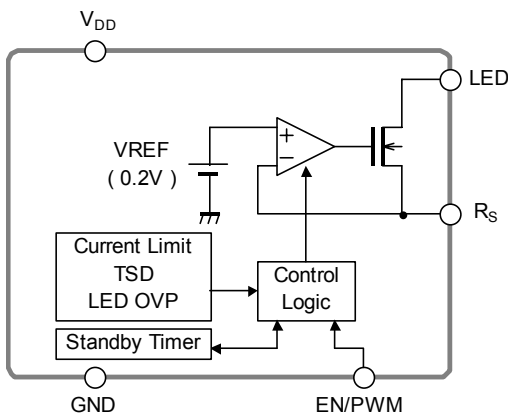 VDD
LED
+
−
VREF
( 0.2V )
RS
Current Limit
TSD
LED OVP
Control
Logic
Standby Timer
GND
EN/PWM